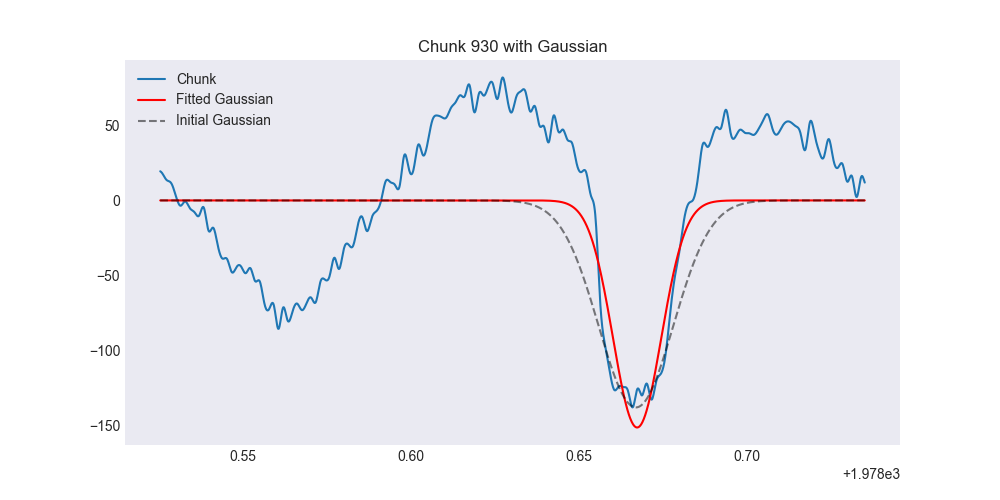 Chunk 930 with Gaussian
Chunk
Fitted Gaussian
Initial Gaussian
50
0
−50
−100
−150
0.55 0.60 0.65 0.70
+1.978e3